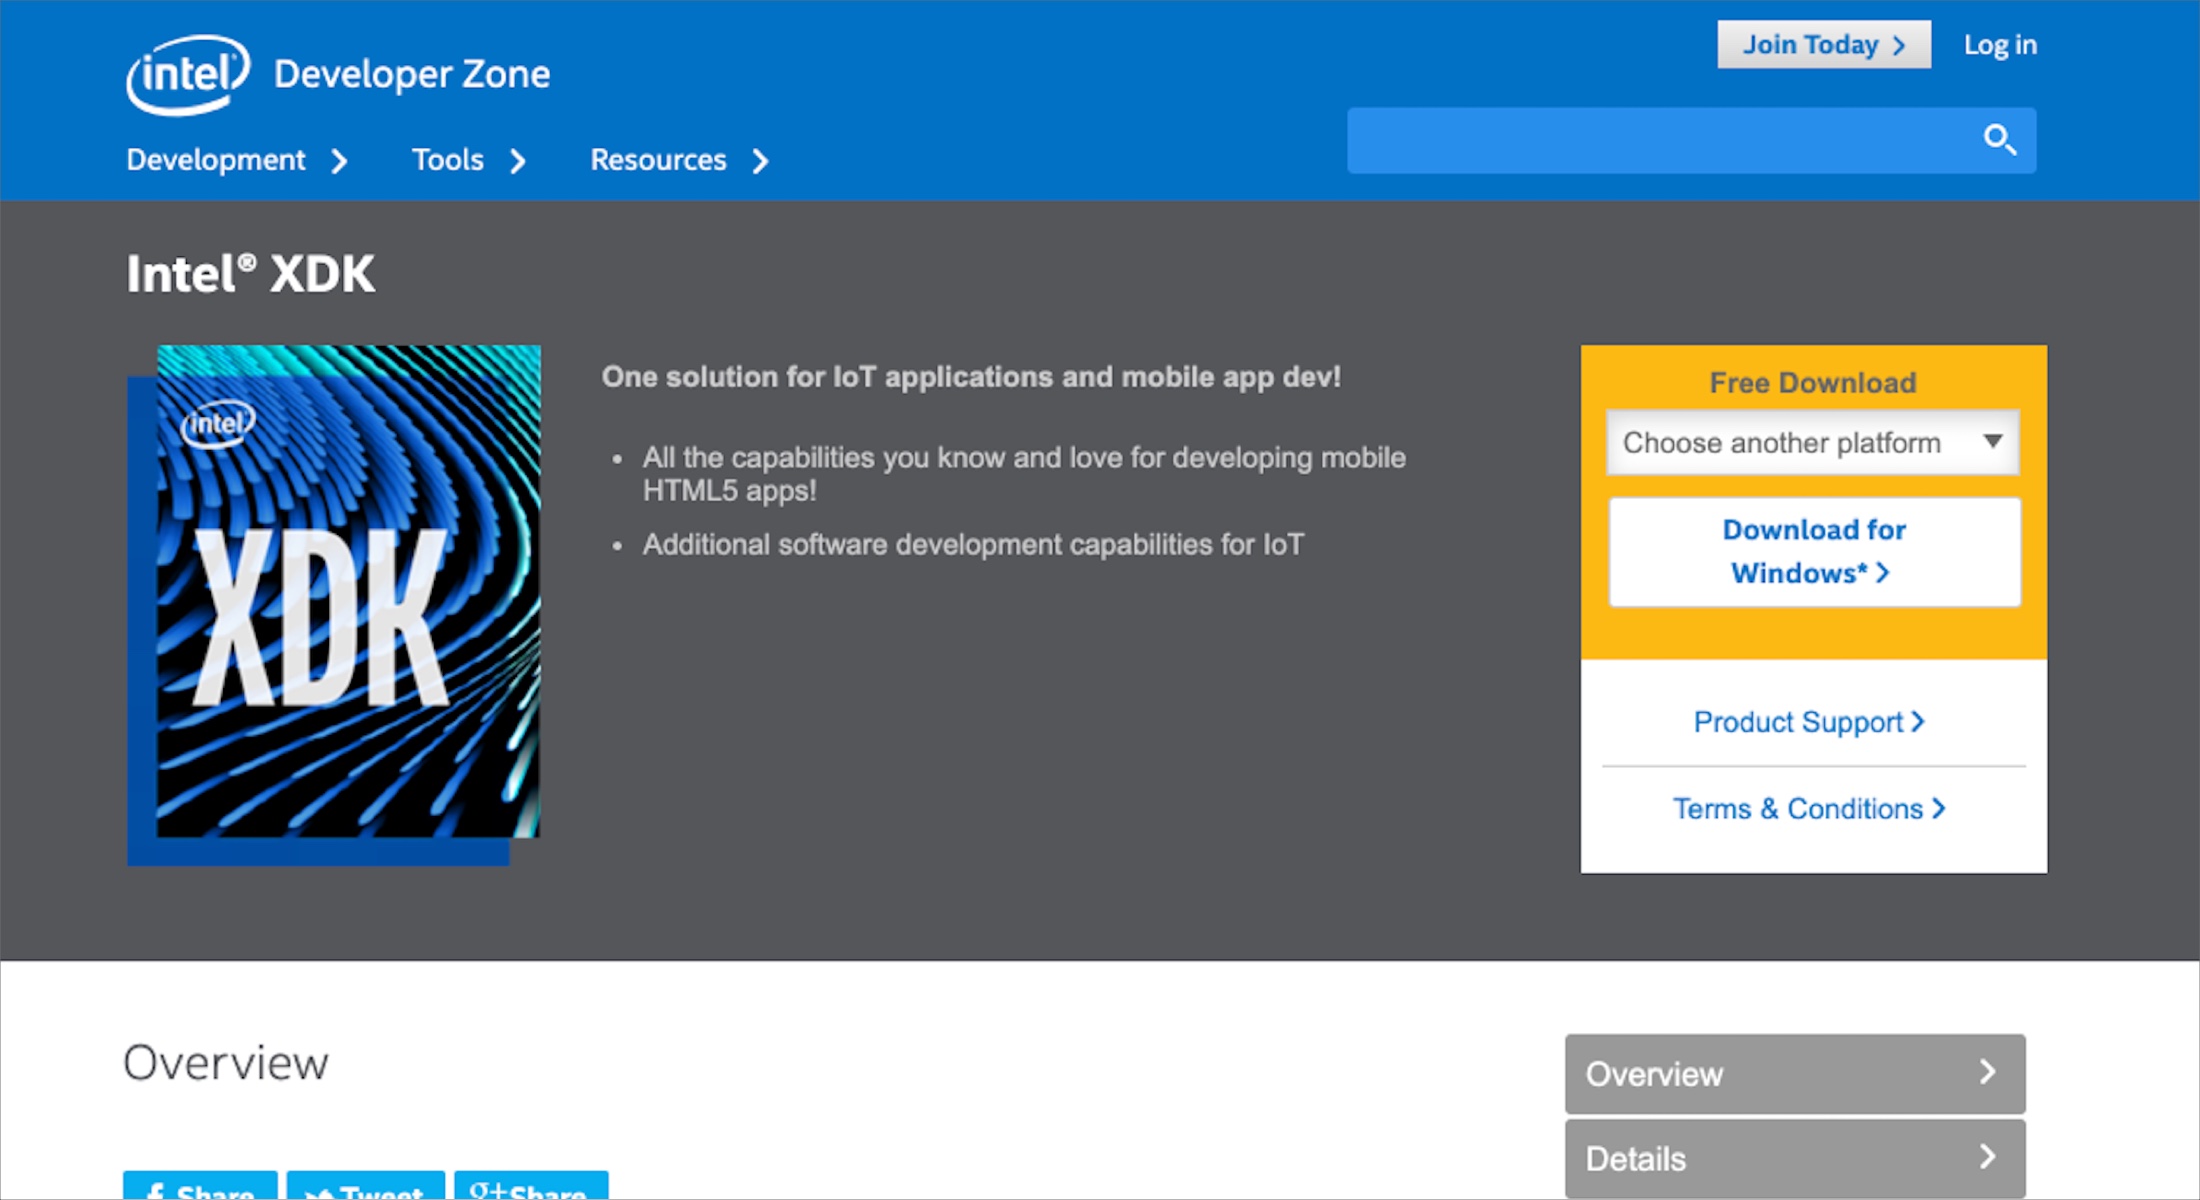 intel Developer Zone
Join Today
Log in
Development
Tools
Resources
Intel® XDK
intel
XDK
One solution for IoT applications and mobile app dev!
• All the capabilities you know and love for developing mobile
HTML5 apps!
• Additional software development capabilities for IoT
Free Download
Choose another platform
Download for
Windows*
Product Support
Terms & Conditions
Overview
Overview
Details
Share
Tweet
g+Share